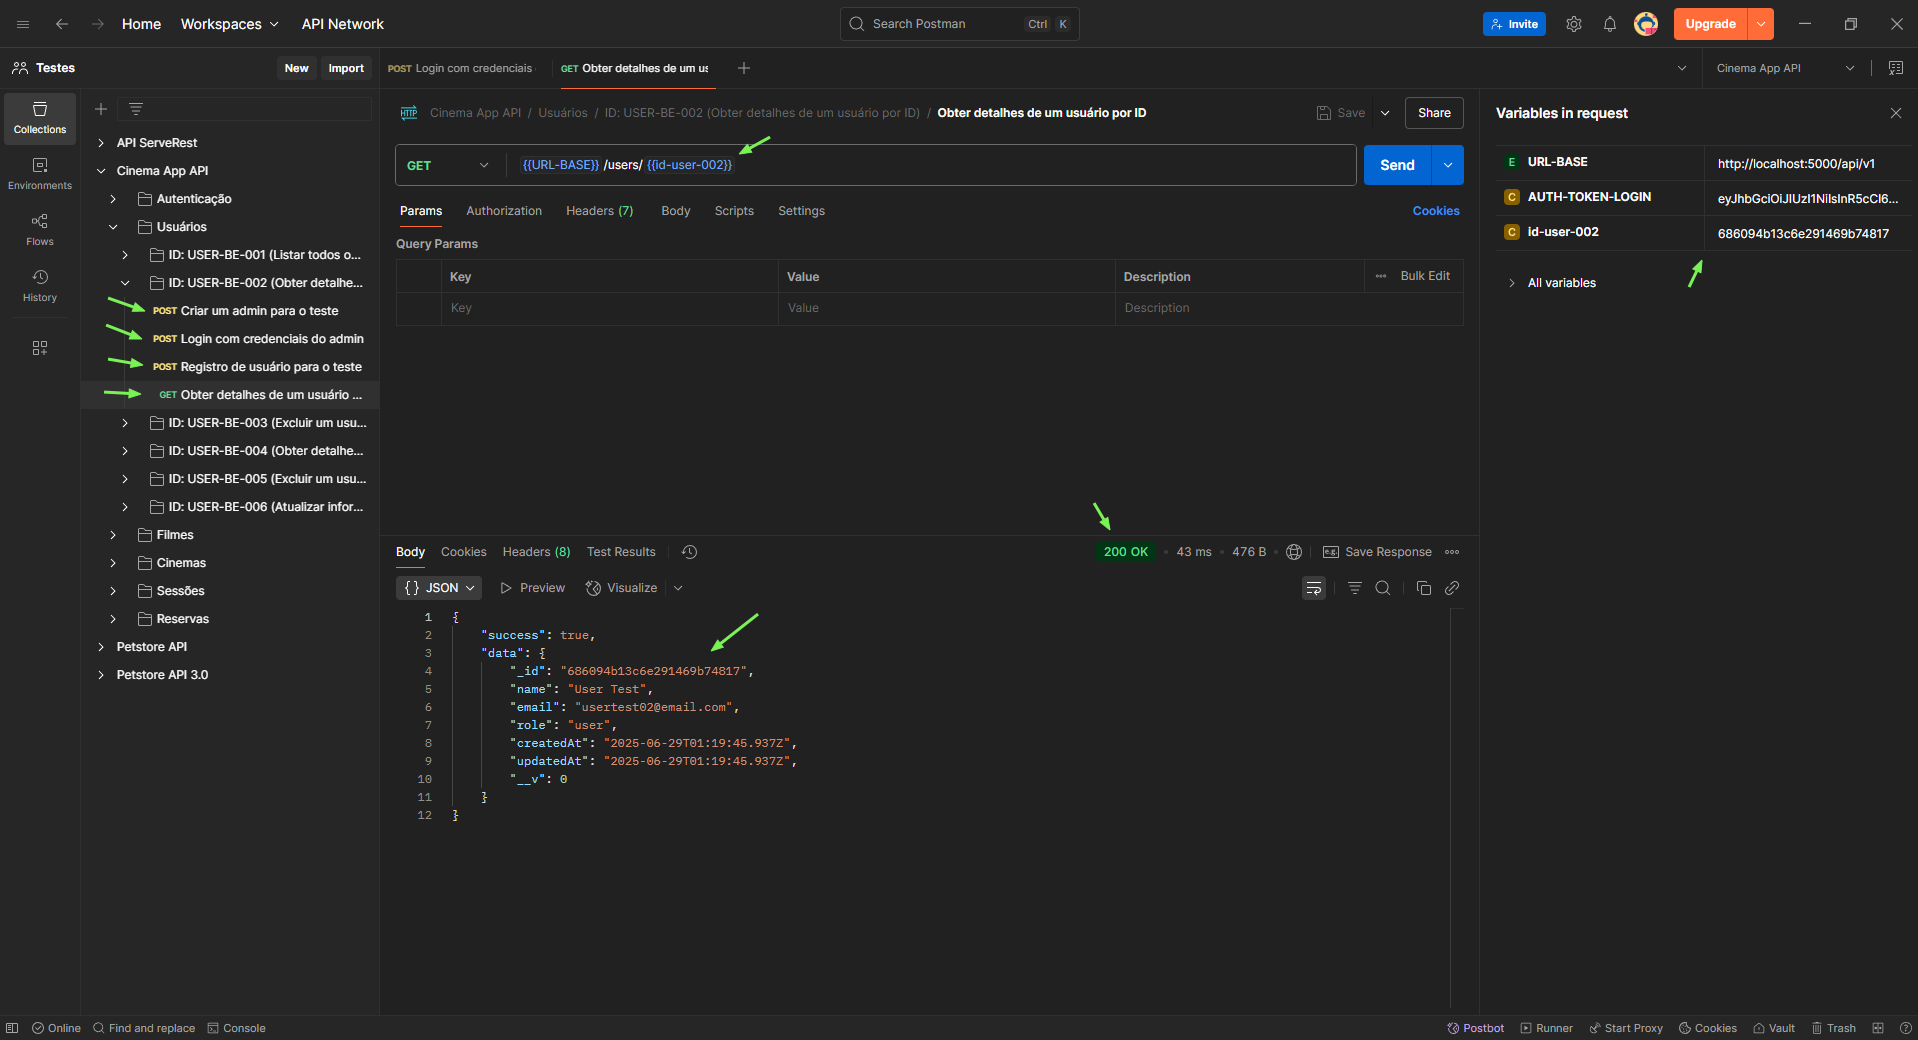 Home
Workspaces
API Network
Search Postman
Ctrl
K
Invite
Upgrade
Testes
New
Import
POST Login com credenciais
GET Obter detalhes de um us
Cinema App API
Collections
Environments
Flows
History
API ServeRest
Cinema App API
Autenticação
Usuários
ID: USER-BE-001 (Listar todos o...
ID: USER-BE-002 (Obter detalhe...
POST Criar um admin para o teste
POST Login com credenciais do admin
POST Registro de usuário para o teste
GET Obter detalhes de um usuário ...
ID: USER-BE-003 (Excluir um usu...
ID: USER-BE-004 (Obter detalhe...
ID: USER-BE-005 (Excluir um usu...
ID: USER-BE-006 (Atualizar infor...
Filmes
Cinemas
Sessões
Reservas
Petstore API
Petstore API 3.0
HTTP
Cinema App API / Usuários / ID: USER-BE-002 (Obter detalhes de um usuário por ID) / Obter detalhes de um usuário por ID
Save
Share
GET
{{URL-BASE}} /users/ {{id-user-002}}
Send
Params
Authorization
Headers (7)
Body
Scripts
Settings
Cookies
Query Params
Key
Value
Description
Bulk Edit
Key
Value
Description
Body
Cookies
Headers (8)
Test Results
200 OK
43 ms
476 B
e.g.
Save Response
{} JSON
Preview
Visualize
1 {
2 "success": true,
3 "data": {
4 "_id": "686094b13c6e291469b74817",
5 "name": "User Test",
6 "email": "usertest02@email.com",
7 "role": "user",
8 "createdAt": "2025-06-29T01:19:45.937Z",
9 "updatedAt": "2025-06-29T01:19:45.937Z",
10 "__v": 0
11 }
12 }
Variables in request
E URL-BASE http://localhost:5000/api/v1
C AUTH-TOKEN-LOGIN eyJhbGciOiJIUzI1NiIsInR5cCI6...
C id-user-002 686094b13c6e291469b74817
All variables
Online
Find and replace
Console
Postbot
Runner
Start Proxy
Cookies
Vault
Trash